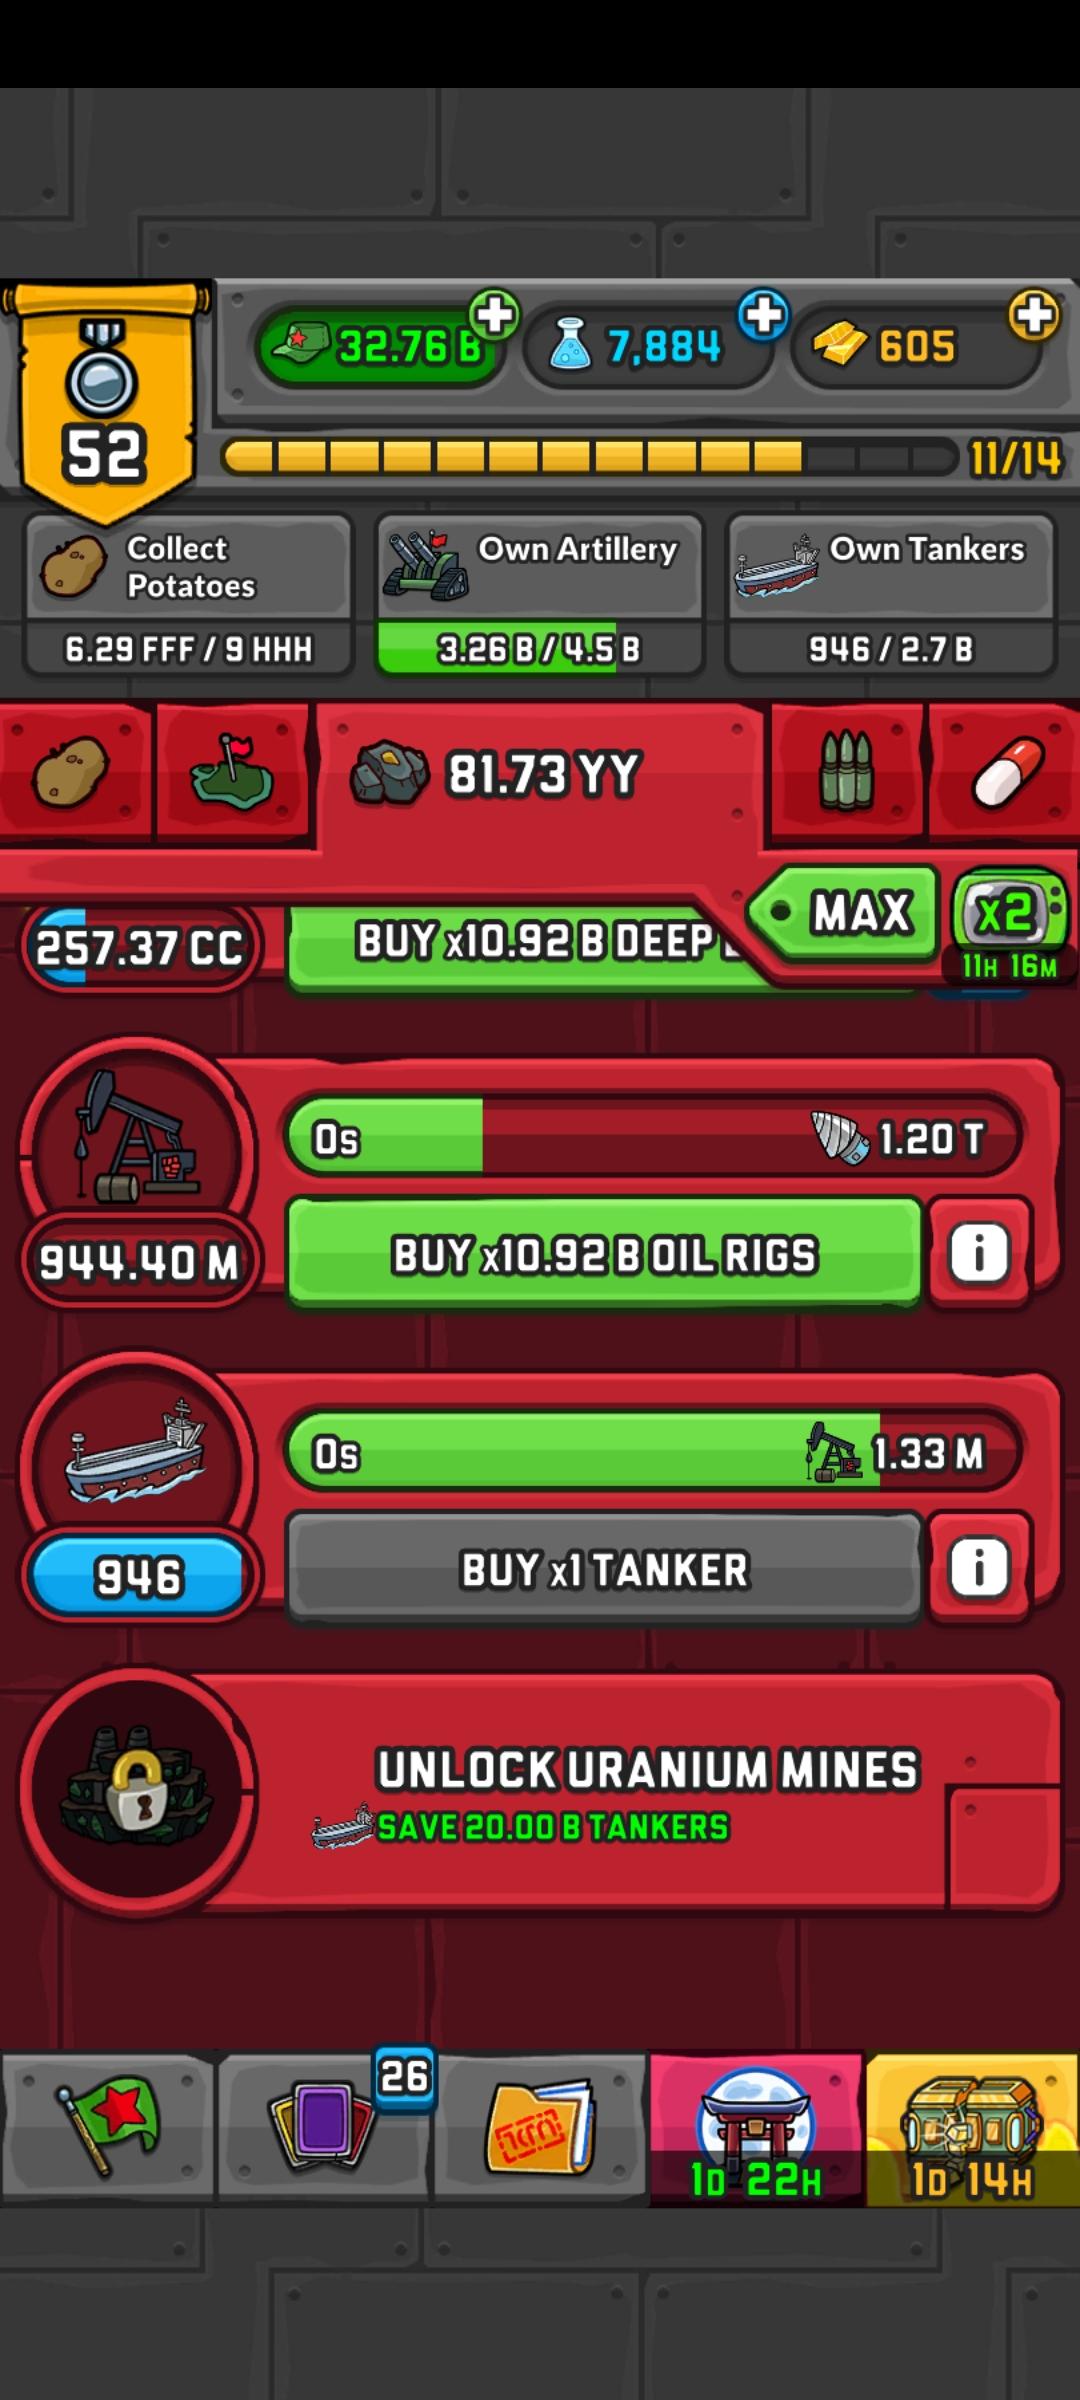 52
32.76 B
7,884
605
11/14
Collect
Potatoes
6.29 FFF / 9 HHH
Own Artillery
3.26 B / 4.5 B
Own Tankers
946 / 2.7 B
81.73 YY
MAX
x2
11H 16M
257.37 CC
BUY x10.92 B DEEP
0s
1.20 T
944.40 M
BUY x10.92 B OIL RIGS
i
0s
1.33 M
946
BUY x1 TANKER
i
UNLOCK URANIUM MINES
SAVE 20.00 B TANKERS
26
1D 22H
1D 14H